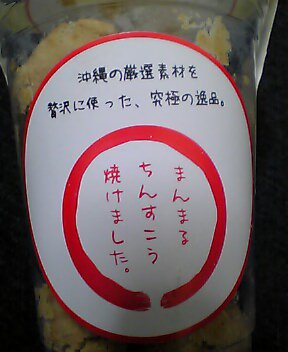 沖縄の厳選素材を
贅沢に使った、究極の逸品。
まんまる
ちんすこう
焼けました。